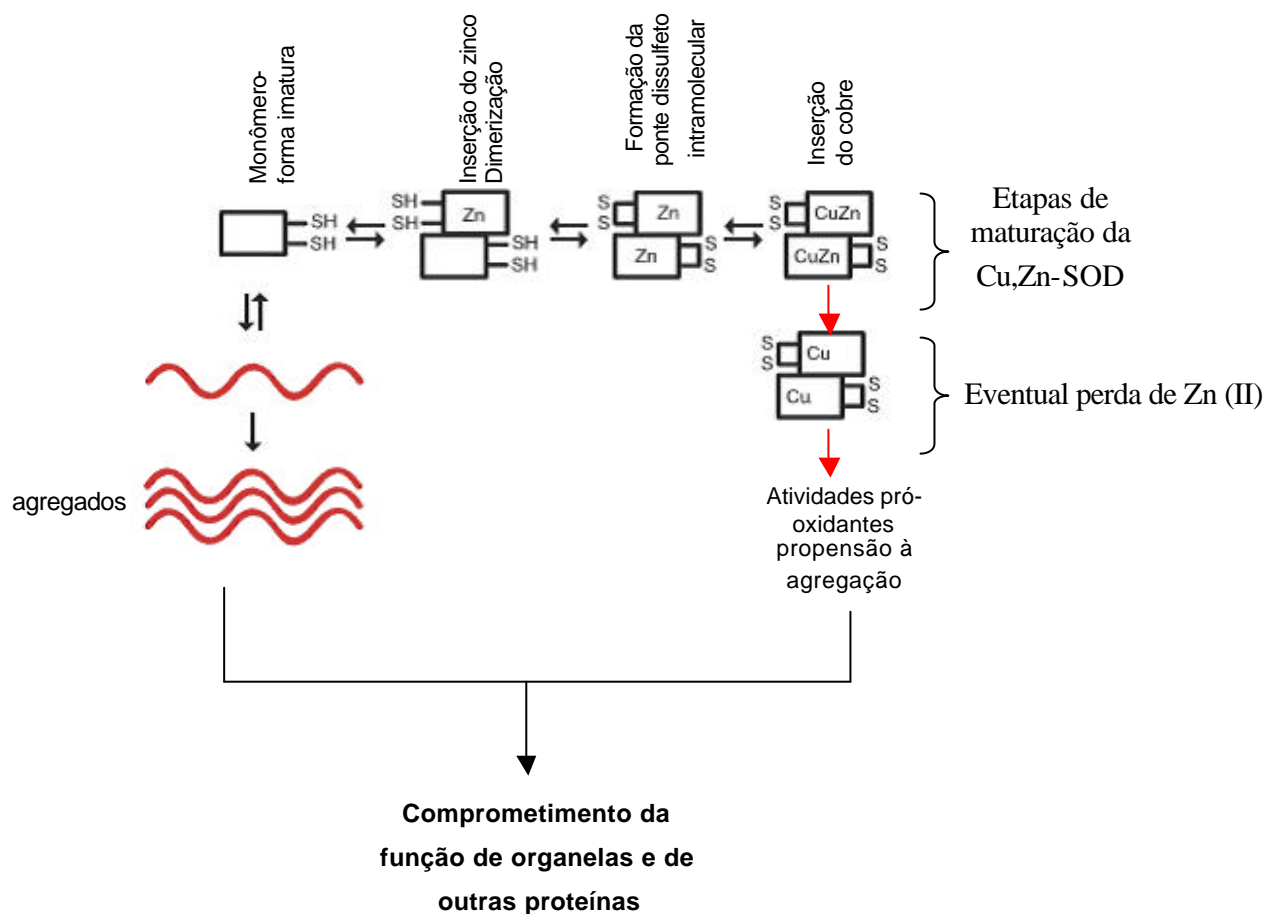 Monômero-
forma imatura
Inserção do zinco
Dimerização
Formação da
ponte dissulfeto
intramolecular
Inserção
do cobre
SH
SH
SH
SH
Zn
SH
SH
S
S
Zn
Zn
S
S
S
S
CuZn
CuZn
S
S
Etapas de
maturação da
Cu,Zn-SOD
S
S
Cu
Cu
S
S
Eventual perda de Zn (II)
agregados
Atividades pró-
oxidantes
propensão à
agregação
Comprometimento da
função de organelas e de
outras proteínas